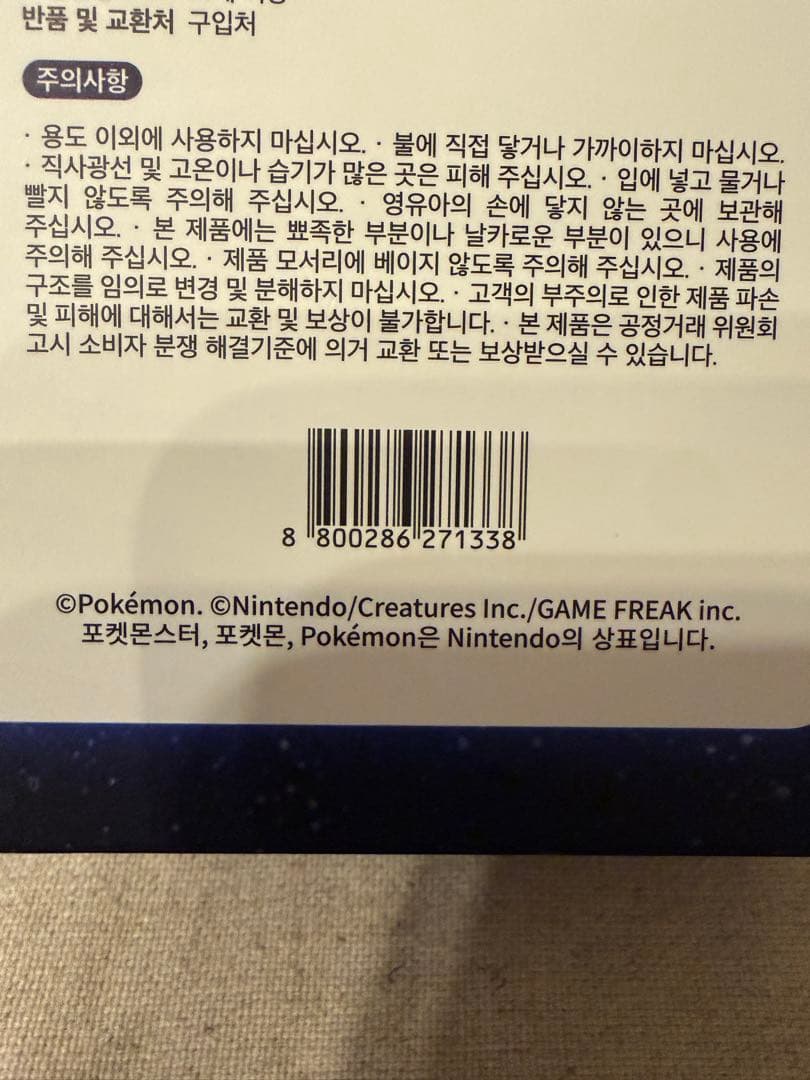 반품 및 교환처 구입처
주의사항
· 용도 이외에 사용하지 마십시오. · 불에 직접 닿거나 가까이하지 마십시오.
· 직사광선 및 고온이나 습기가 많은 곳은 피해 주십시오. · 입에 넣고 물거나
빨지 않도록 주의해 주십시오. · 영유아의 손에 닿지 않는 곳에 보관해
주십시오. · 본 제품에는 뾰족한 부분이나 날카로운 부분이 있으니 사용에
주의해 주십시오. · 제품 모서리에 베이지 않도록 주의해 주십시오. · 제품의
구조를 임의로 변경 및 분해하지 마십시오. · 고객의 부주의로 인한 제품 파손
및 피해에 대해서는 교환 및 보상이 불가합니다. · 본 제품은 공정거래 위원회
고시 소비자 분쟁 해결기준에 의거 교환 또는 보상받으실 수 있습니다.
8 800286 271338
©Pokémon. ©Nintendo/Creatures Inc./GAME FREAK inc.
포켓몬스터, 포켓몬, Pokémon은 Nintendo의 상표입니다.